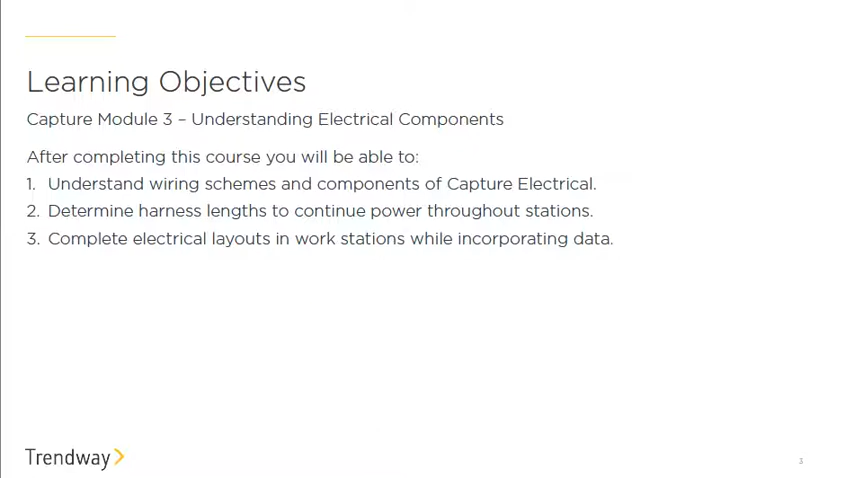 Learning Objectives
Capture Module 3 – Understanding Electrical Components
After completing this course you will be able to:
1. Understand wiring schemes and components of Capture Electrical.
2. Determine harness lengths to continue power throughout stations.
3. Complete electrical layouts in work stations while incorporating data.
Trendway
3